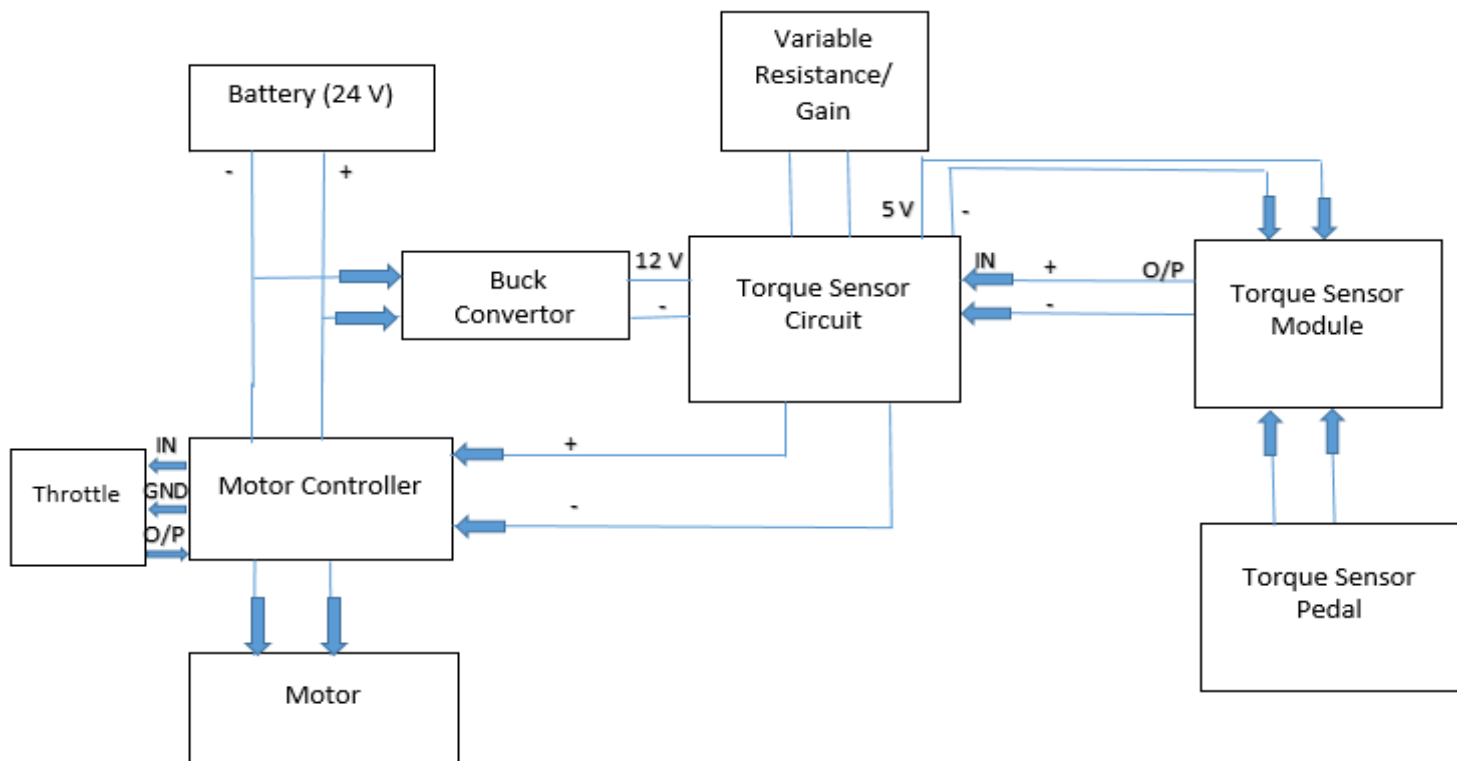 Variable
Resistance/
Gain
Battery (24 V)
-
+
5 V
-
12 V
-
Buck
Convertor
Torque Sensor
Circuit
IN
+
-
O/P
Torque Sensor
Module
IN
GND
O/P
Throttle
Motor Controller
+
-
Torque Sensor
Pedal
Motor